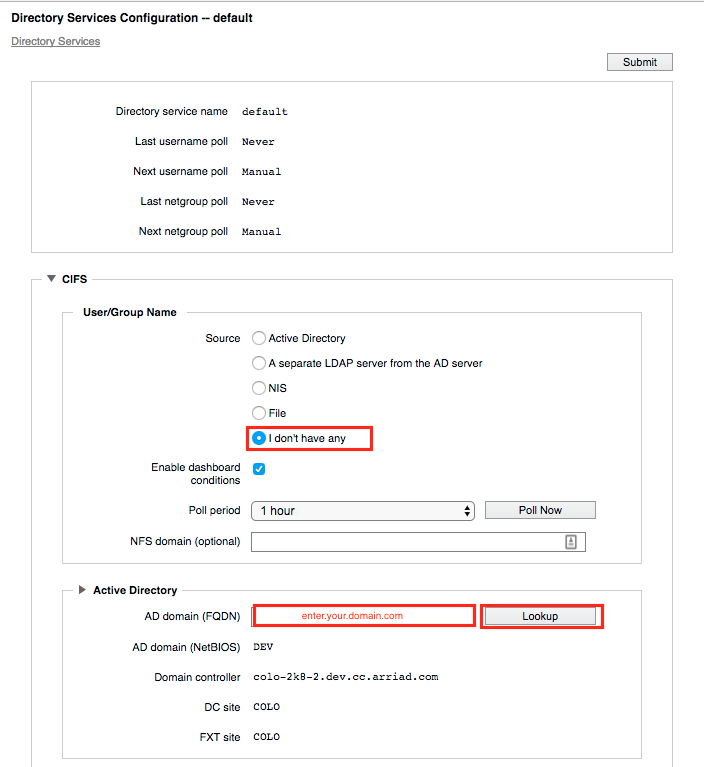 Directory Services Configuration -- default
Directory Services
Submit
Directory service name default
Last username poll Never
Next username poll Manual
Last netgroup poll Never
Next netgroup poll Manual
CIFS
User/Group Name
Source Active Directory
A separate LDAP server from the AD server
NIS
File
I don't have any
Enable dashboard
conditions
Poll period 1 hour Poll Now
NFS domain (optional)
Active Directory
AD domain (FQDN) enter.your.domain.com Lookup
AD domain (NetBIOS) DEV
Domain controller colo-2k8-2.dev.cc.arriad.com
DC site COLO
FXT site COLO